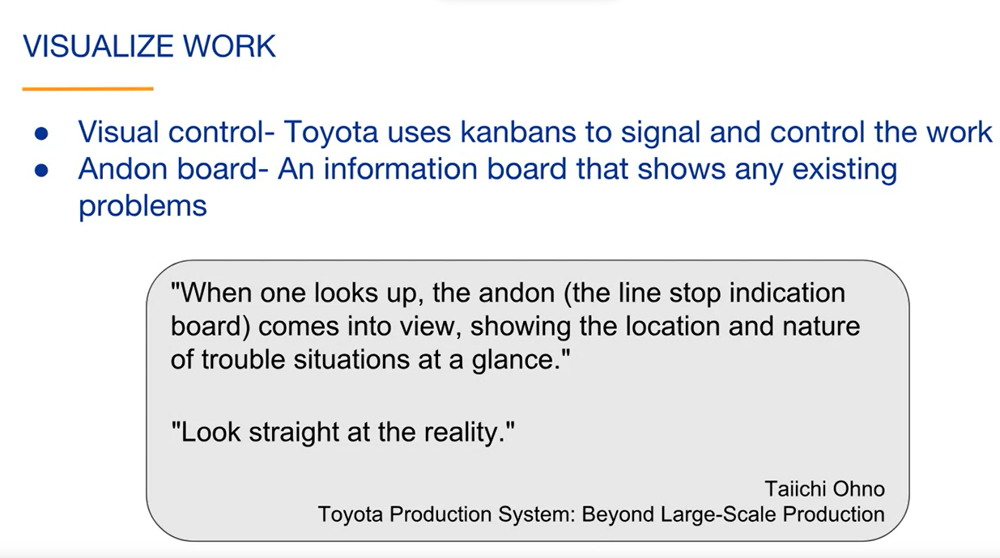 VISUALIZE WORK
● Visual control- Toyota uses kanbans to signal and control the work
● Andon board- An information board that shows any existing
problems
"When one looks up, the andon (the line stop indication
board) comes into view, showing the location and nature
of trouble situations at a glance."
"Look straight at the reality."
Taiichi Ohno
Toyota Production System: Beyond Large-Scale Production